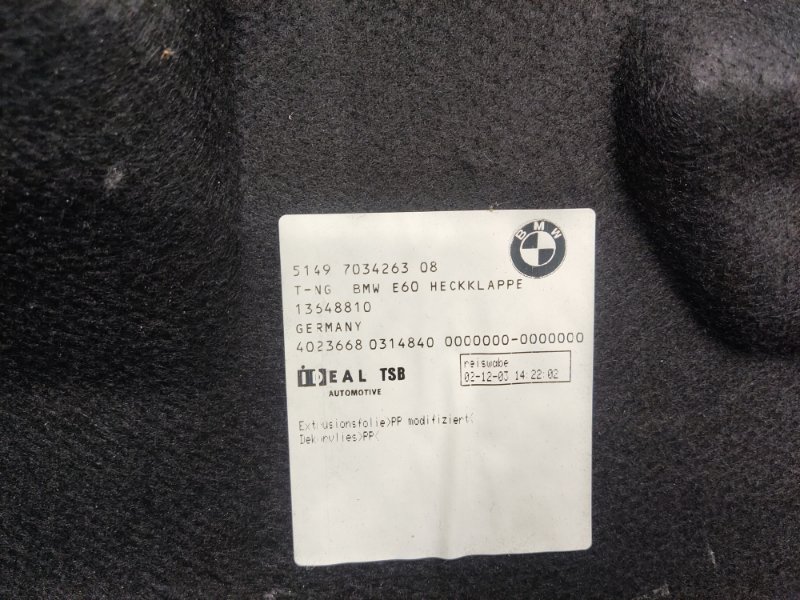 BMW
5149 7034263 08
T-NG BMW E60 HECKKLAPPE
13648810
GERMANY
4023668 0314840 0000000-0000000
IDEAL TSB
AUTOMOTIVE
reiswabe
02-12-03 14:22:02
Extrusionsfolie>PP modifiziert<
Dekorvlies>PP<